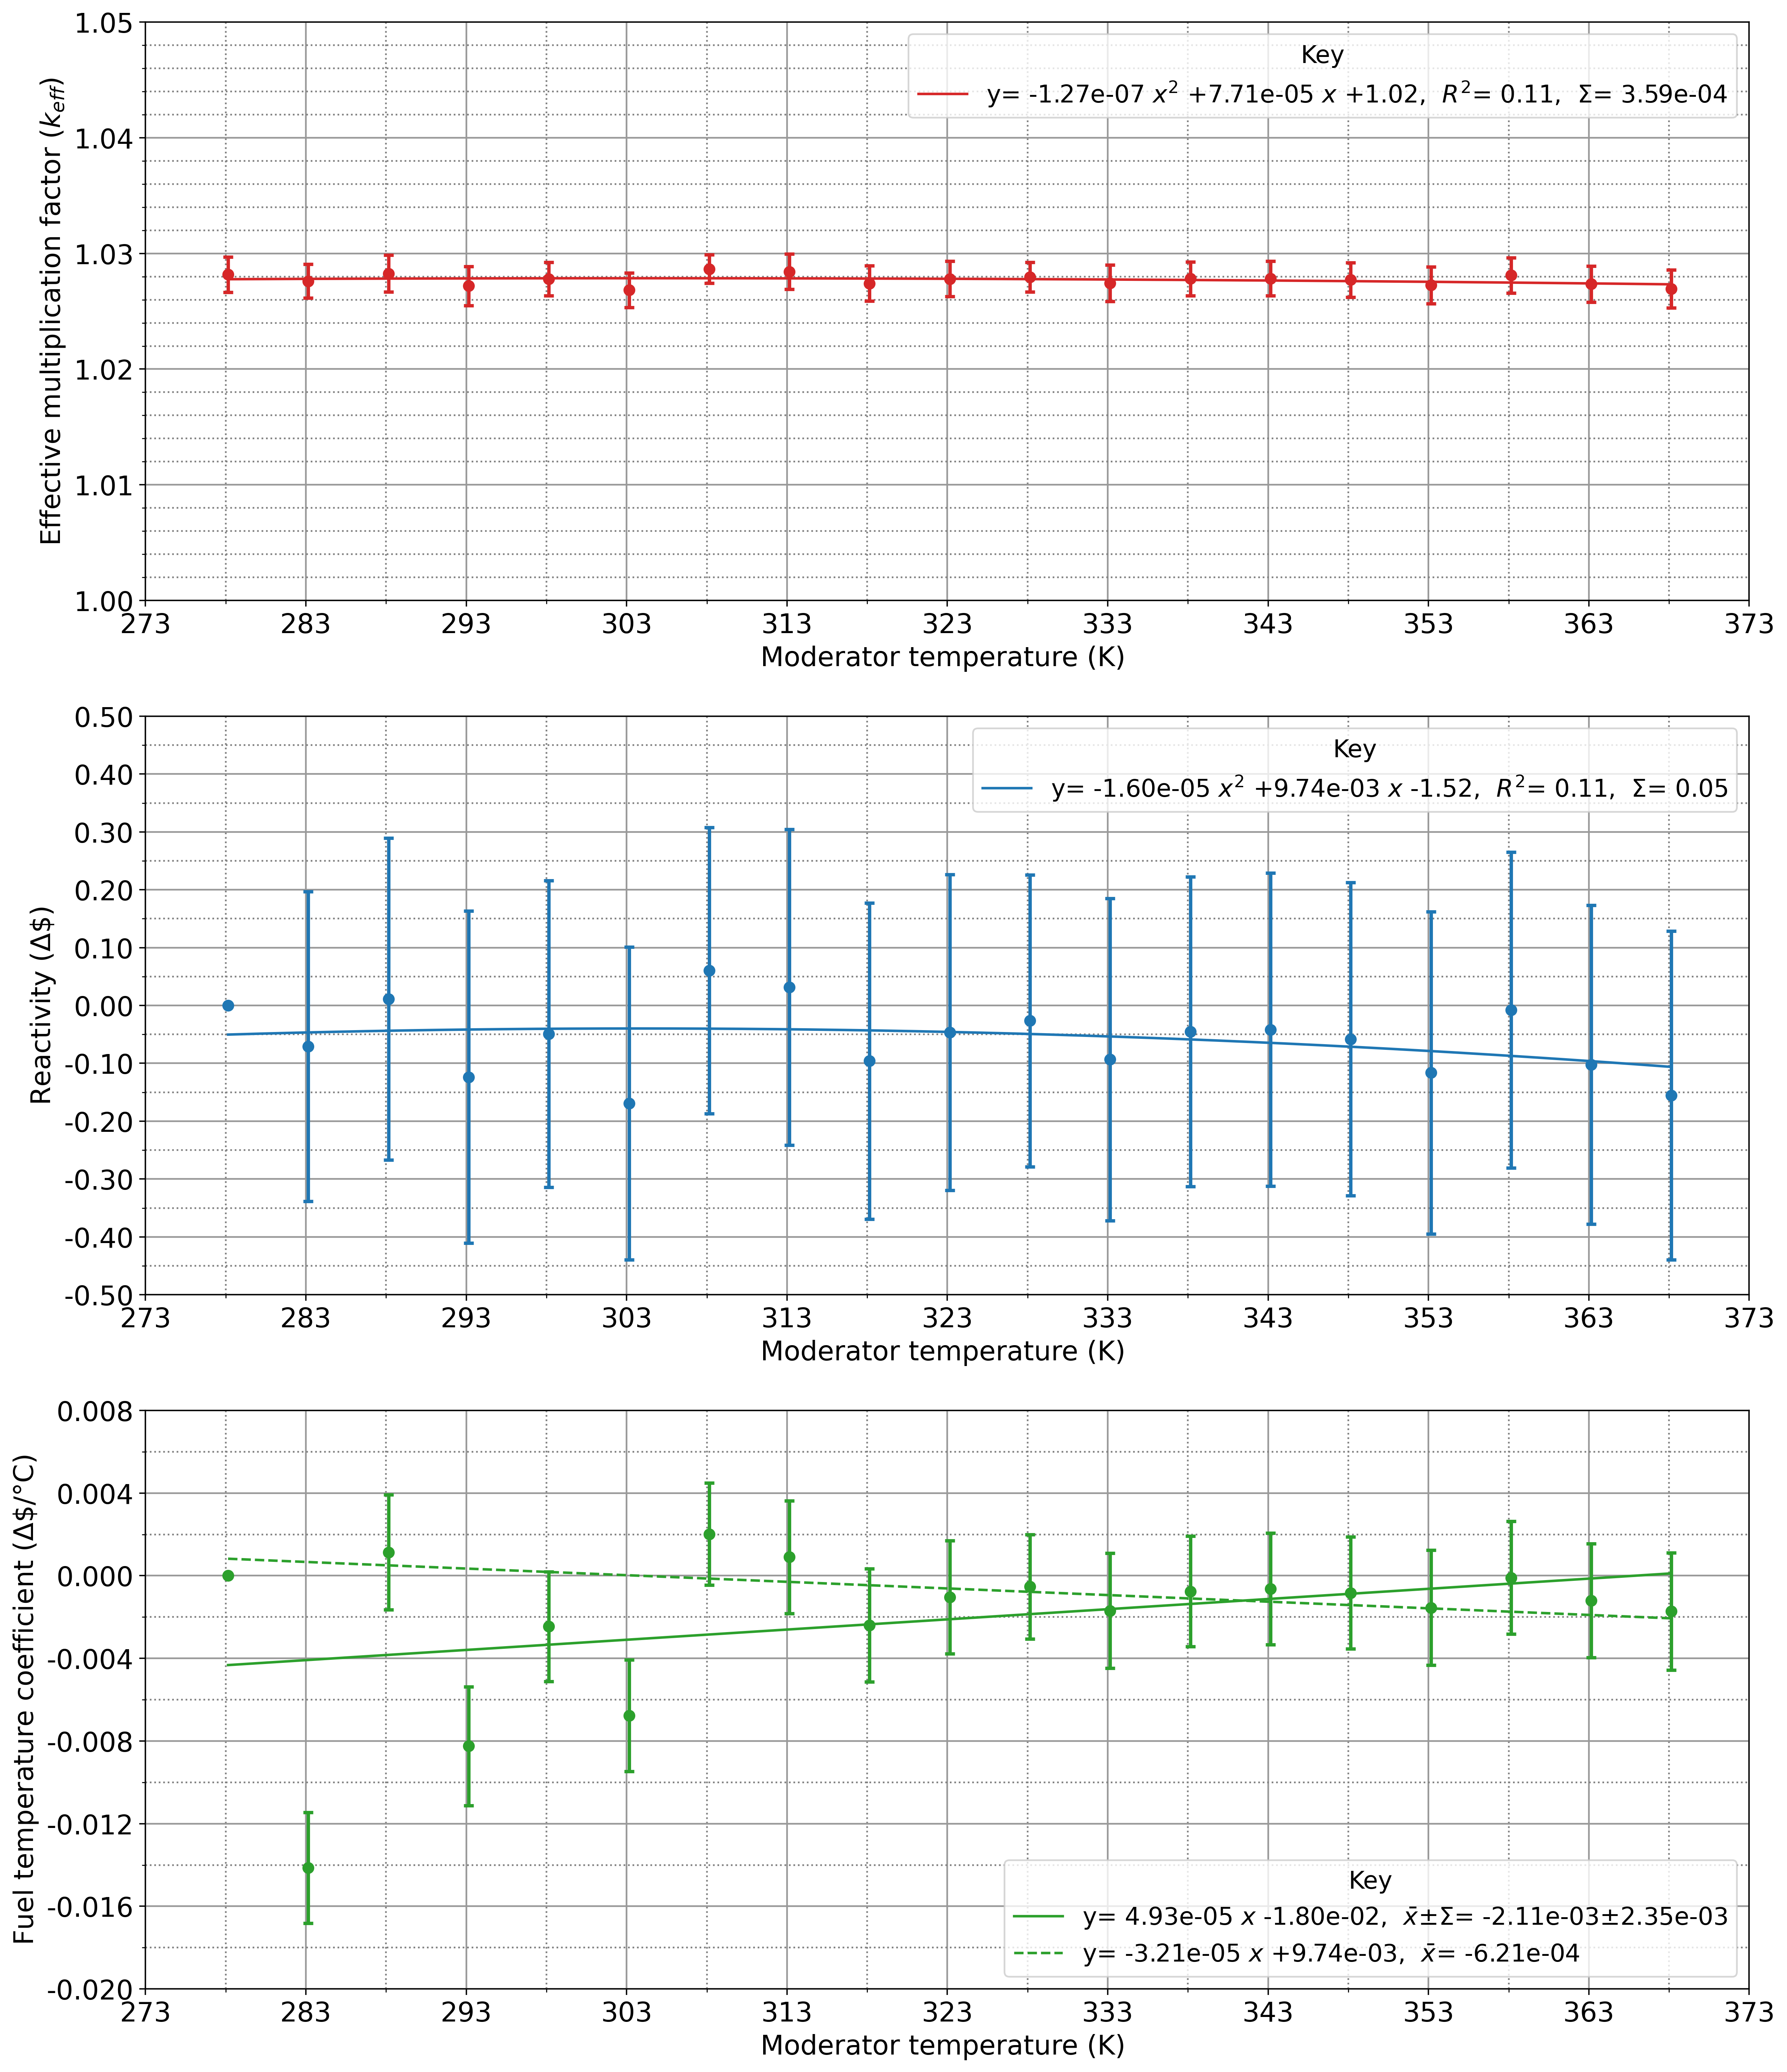 Effective multiplication factor (k_eff)
1.05
1.04
1.03
1.02
1.01
1.00
Key
y= -1.27e-07 x² +7.71e-05 x +1.02, R²= 0.11, Σ= 3.59e-04
273 283 293 303 313 323 333 343 353 363 373
Moderator temperature (K)
Reactivity (Δ$)
0.50
0.40
0.30
0.20
0.10
0.00
-0.10
-0.20
-0.30
-0.40
-0.50
Key
y= -1.60e-05 x² +9.74e-03 x -1.52, R²= 0.11, Σ= 0.05
273 283 293 303 313 323 333 343 353 363 373
Moderator temperature (K)
Fuel temperature coefficient (Δ$/°C)
0.008
0.004
0.000
-0.004
-0.008
-0.012
-0.016
-0.020
Key
y= 4.93e-05 x -1.80e-02, x̄±Σ= -2.11e-03±2.35e-03
y= -3.21e-05 x +9.74e-03, x̄= -6.21e-04
273 283 293 303 313 323 333 343 353 363 373
Moderator temperature (K)